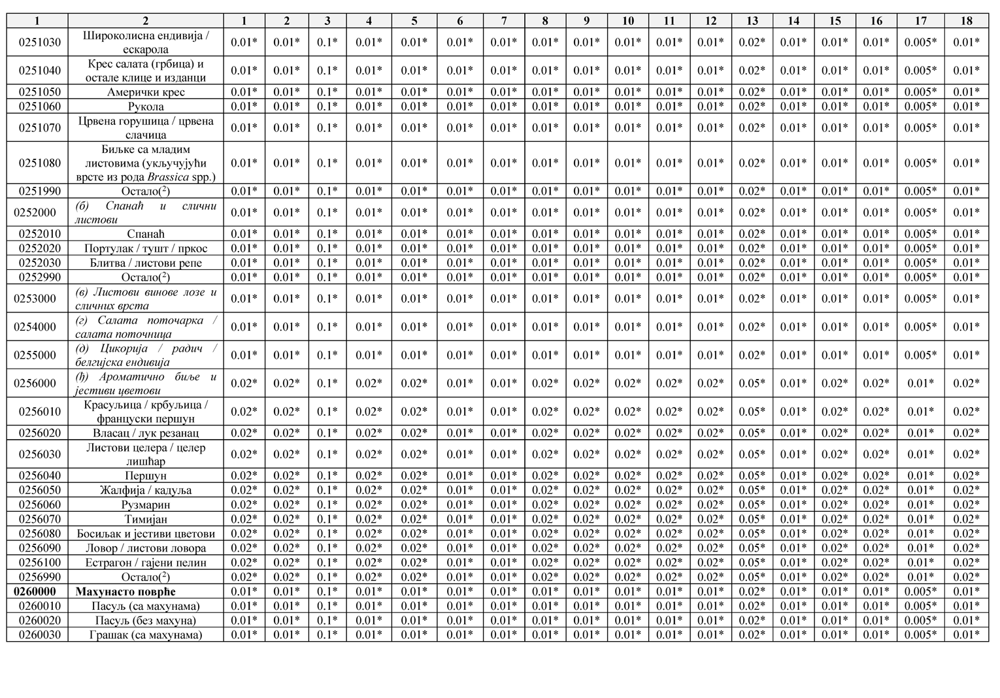 1 2 1 2 3 4 5 6 7 8 9 10 11 12 13 14 15 16 17 18
0251030 Широколисна ендивија / ескарола 0.01* 0.01* 0.1* 0.01* 0.01* 0.01* 0.01* 0.01* 0.01* 0.01* 0.01* 0.01* 0.02* 0.01* 0.01* 0.01* 0.005* 0.01*
0251040 Крес салата (грбица) и остале клице и изданци 0.01* 0.01* 0.1* 0.01* 0.01* 0.01* 0.01* 0.01* 0.01* 0.01* 0.01* 0.01* 0.02* 0.01* 0.01* 0.01* 0.005* 0.01*
0251050 Амерички крес 0.01* 0.01* 0.1* 0.01* 0.01* 0.01* 0.01* 0.01* 0.01* 0.01* 0.01* 0.01* 0.02* 0.01* 0.01* 0.01* 0.005* 0.01*
0251060 Рукола 0.01* 0.01* 0.1* 0.01* 0.01* 0.01* 0.01* 0.01* 0.01* 0.01* 0.01* 0.01* 0.02* 0.01* 0.01* 0.01* 0.005* 0.01*
0251070 Црвена горушица / црвена слачица 0.01* 0.01* 0.1* 0.01* 0.01* 0.01* 0.01* 0.01* 0.01* 0.01* 0.01* 0.01* 0.02* 0.01* 0.01* 0.01* 0.005* 0.01*
0251080 Биљке са младим листовима (укључујући врсте из рода Brassica spp.) 0.01* 0.01* 0.1* 0.01* 0.01* 0.01* 0.01* 0.01* 0.01* 0.01* 0.01* 0.01* 0.02* 0.01* 0.01* 0.01* 0.005* 0.01*
0251990 Остало(²) 0.01* 0.01* 0.1* 0.01* 0.01* 0.01* 0.01* 0.01* 0.01* 0.01* 0.01* 0.01* 0.02* 0.01* 0.01* 0.01* 0.005* 0.01*
0252000 (б) Спанаћ и слични листови 0.01* 0.01* 0.1* 0.01* 0.01* 0.01* 0.01* 0.01* 0.01* 0.01* 0.01* 0.01* 0.02* 0.01* 0.01* 0.01* 0.005* 0.01*
0252010 Спанаћ 0.01* 0.01* 0.1* 0.01* 0.01* 0.01* 0.01* 0.01* 0.01* 0.01* 0.01* 0.01* 0.02* 0.01* 0.01* 0.01* 0.005* 0.01*
0252020 Портулак / тушт / пркос 0.01* 0.01* 0.1* 0.01* 0.01* 0.01* 0.01* 0.01* 0.01* 0.01* 0.01* 0.01* 0.02* 0.01* 0.01* 0.01* 0.005* 0.01*
0252030 Блитва / листови репе 0.01* 0.01* 0.1* 0.01* 0.01* 0.01* 0.01* 0.01* 0.01* 0.01* 0.01* 0.01* 0.02* 0.01* 0.01* 0.01* 0.005* 0.01*
0252990 Остало(²) 0.01* 0.01* 0.1* 0.01* 0.01* 0.01* 0.01* 0.01* 0.01* 0.01* 0.01* 0.01* 0.02* 0.01* 0.01* 0.01* 0.005* 0.01*
0253000 (в) Листови винове лозе и сличних врста 0.01* 0.01* 0.1* 0.01* 0.01* 0.01* 0.01* 0.01* 0.01* 0.01* 0.01* 0.01* 0.02* 0.01* 0.01* 0.01* 0.005* 0.01*
0254000 (г) Салата поточарка / салата поточница 0.01* 0.01* 0.1* 0.01* 0.01* 0.01* 0.01* 0.01* 0.01* 0.01* 0.01* 0.01* 0.02* 0.01* 0.01* 0.01* 0.005* 0.01*
0255000 (д) Цикорија / радич / белгијска ендивија 0.01* 0.01* 0.1* 0.01* 0.01* 0.01* 0.01* 0.01* 0.01* 0.01* 0.01* 0.01* 0.02* 0.01* 0.01* 0.01* 0.005* 0.01*
0256000 (ђ) Ароматично биље и јестиви цветови 0.02* 0.02* 0.1* 0.02* 0.02* 0.01* 0.01* 0.02* 0.02* 0.02* 0.02* 0.02* 0.05* 0.01* 0.02* 0.02* 0.01* 0.02*
0256010 Красуљица / крбуљица / француски першун 0.02* 0.02* 0.1* 0.02* 0.02* 0.01* 0.01* 0.02* 0.02* 0.02* 0.02* 0.02* 0.05* 0.01* 0.02* 0.02* 0.01* 0.02*
0256020 Власац / лук резанац 0.02* 0.02* 0.1* 0.02* 0.02* 0.01* 0.01* 0.02* 0.02* 0.02* 0.02* 0.02* 0.05* 0.01* 0.02* 0.02* 0.01* 0.02*
0256030 Листови целера / целер лишћар 0.02* 0.02* 0.1* 0.02* 0.02* 0.01* 0.01* 0.02* 0.02* 0.02* 0.02* 0.02* 0.05* 0.01* 0.02* 0.02* 0.01* 0.02*
0256040 Першун 0.02* 0.02* 0.1* 0.02* 0.02* 0.01* 0.01* 0.02* 0.02* 0.02* 0.02* 0.02* 0.05* 0.01* 0.02* 0.02* 0.01* 0.02*
0256050 Жалфија / кадуља 0.02* 0.02* 0.1* 0.02* 0.02* 0.01* 0.01* 0.02* 0.02* 0.02* 0.02* 0.02* 0.05* 0.01* 0.02* 0.02* 0.01* 0.02*
0256060 Рузмарин 0.02* 0.02* 0.1* 0.02* 0.02* 0.01* 0.01* 0.02* 0.02* 0.02* 0.02* 0.02* 0.05* 0.01* 0.02* 0.02* 0.01* 0.02*
0256070 Тимијан 0.02* 0.02* 0.1* 0.02* 0.02* 0.01* 0.01* 0.02* 0.02* 0.02* 0.02* 0.02* 0.05* 0.01* 0.02* 0.02* 0.01* 0.02*
0256080 Босиљак и јестиви цветови 0.02* 0.02* 0.1* 0.02* 0.02* 0.01* 0.01* 0.02* 0.02* 0.02* 0.02* 0.02* 0.05* 0.01* 0.02* 0.02* 0.01* 0.02*
0256090 Ловор / листови ловора 0.02* 0.02* 0.1* 0.02* 0.02* 0.01* 0.01* 0.02* 0.02* 0.02* 0.02* 0.02* 0.05* 0.01* 0.02* 0.02* 0.01* 0.02*
0256100 Естрагон / гајени пелин 0.02* 0.02* 0.1* 0.02* 0.02* 0.01* 0.01* 0.02* 0.02* 0.02* 0.02* 0.02* 0.05* 0.01* 0.02* 0.02* 0.01* 0.02*
0256990 Остало(²) 0.02* 0.02* 0.1* 0.02* 0.02* 0.01* 0.01* 0.02* 0.02* 0.02* 0.02* 0.02* 0.05* 0.01* 0.02* 0.02* 0.01* 0.02*
0260000 Махунасто поврће 0.01* 0.01* 0.1* 0.01* 0.01* 0.01* 0.01* 0.01* 0.01* 0.01* 0.01* 0.01* 0.02* 0.01* 0.01* 0.01* 0.005* 0.01*
0260010 Пасуљ (са махунама) 0.01* 0.01* 0.1* 0.01* 0.01* 0.01* 0.01* 0.01* 0.01* 0.01* 0.01* 0.01* 0.02* 0.01* 0.01* 0.01* 0.005* 0.01*
0260020 Пасуљ (без махуна) 0.01* 0.01* 0.1* 0.01* 0.01* 0.01* 0.01* 0.01* 0.01* 0.01* 0.01* 0.01* 0.02* 0.01* 0.01* 0.01* 0.005* 0.01*
0260030 Грашак (са махунама) 0.01* 0.01* 0.1* 0.01* 0.01* 0.01* 0.01* 0.01* 0.01* 0.01* 0.01* 0.01* 0.02* 0.01* 0.01* 0.01* 0.005* 0.01*